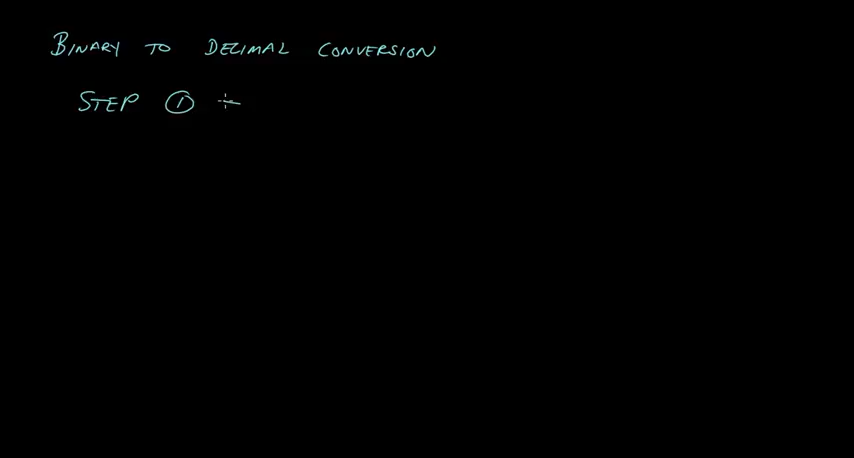 BINARY TO DECIMAL CONVERSION
STEP ① -